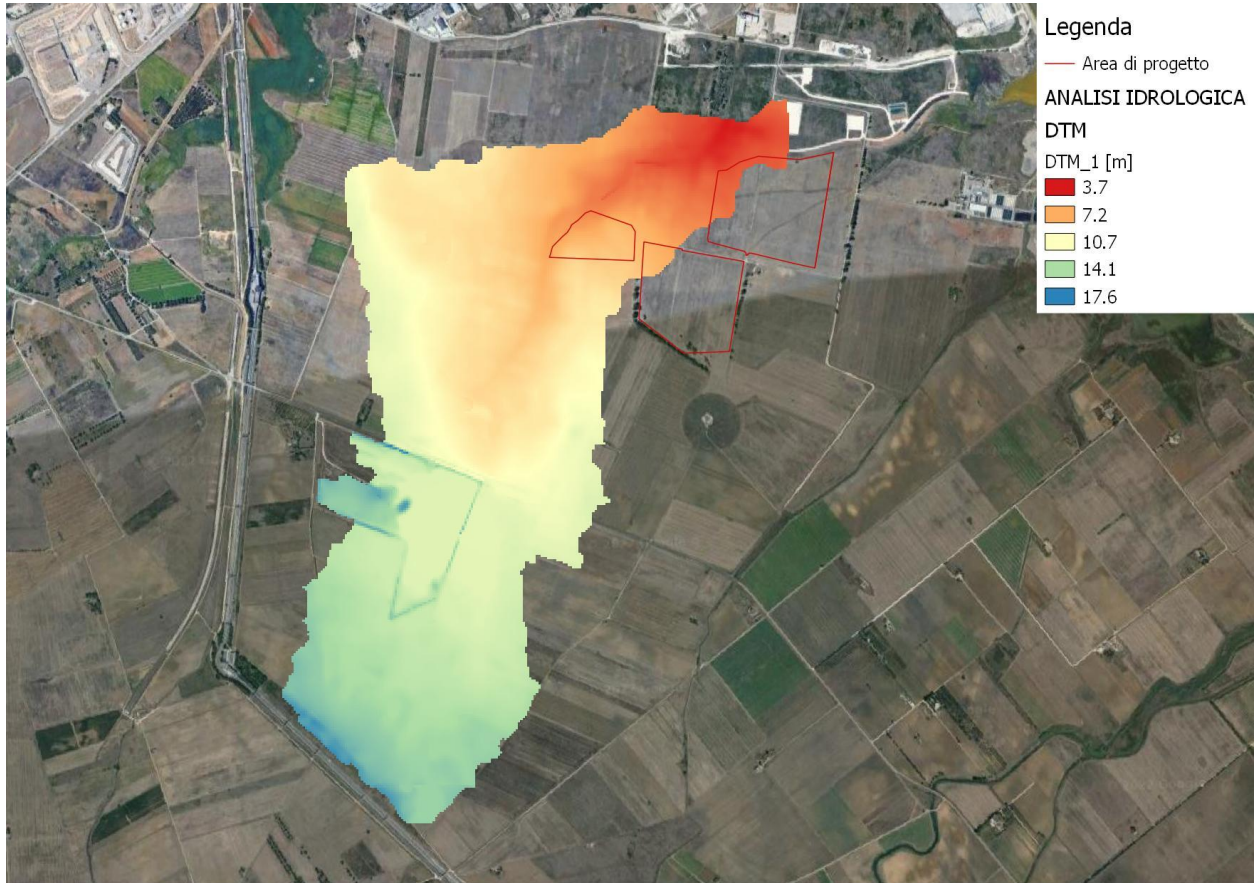 Legenda
Area di progetto
ANALISI IDROLOGICA
DTM
DTM_1 [m]
3.7
7.2
10.7
14.1
17.6